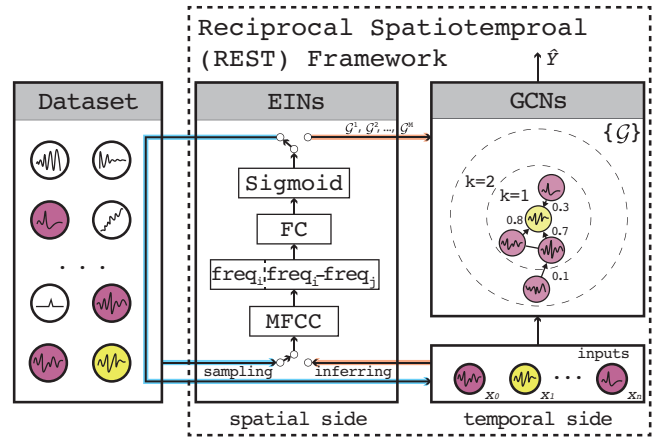 Reciprocal Spatiotemproal
(REST) Framework
Ŷ
Dataset
EINs
GCNs
𝒢¹, 𝒢², ..., 𝒢ᴹ
{𝒢}
Sigmoid
k=2
k=1
0.3
0.8
0.7
FC
freqᵢ freqᵢ-freqⱼ
0.1
. . .
MFCC
sampling
inferring
inputs
x₀
x₁
. . .
xₙ
spatial side
temporal side